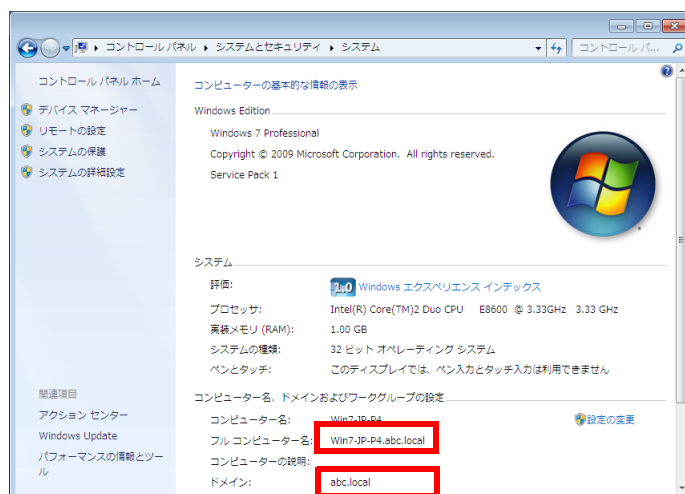 コントロール パネル ▸ システムとセキュリティ ▸ システム
コントロール パ...
コントロール パネル ホーム
デバイス マネージャー
リモートの設定
システムの保護
システムの詳細設定
コンピューターの基本的な情報の表示
Windows Edition
Windows 7 Professional
Copyright © 2009 Microsoft Corporation. All rights reserved.
Service Pack 1
システム
評価: 1.0 Windows エクスペリエンス インデックス
プロセッサ: Intel(R) Core(TM)2 Duo CPU E8600 @ 3.33GHz 3.33 GHz
実装メモリ (RAM): 1.00 GB
システムの種類: 32 ビット オペレーティング システム
ペンとタッチ: このディスプレイでは、ペン入力とタッチ入力は利用できません
コンピューター名、ドメインおよびワークグループの設定
コンピューター名: Win7-JP-P4
設定の変更
フル コンピューター名: Win7-JP-P4.abc.local
コンピューターの説明:
ドメイン: abc.local
関連項目
アクション センター
Windows Update
パフォーマンスの情報とツー
ル